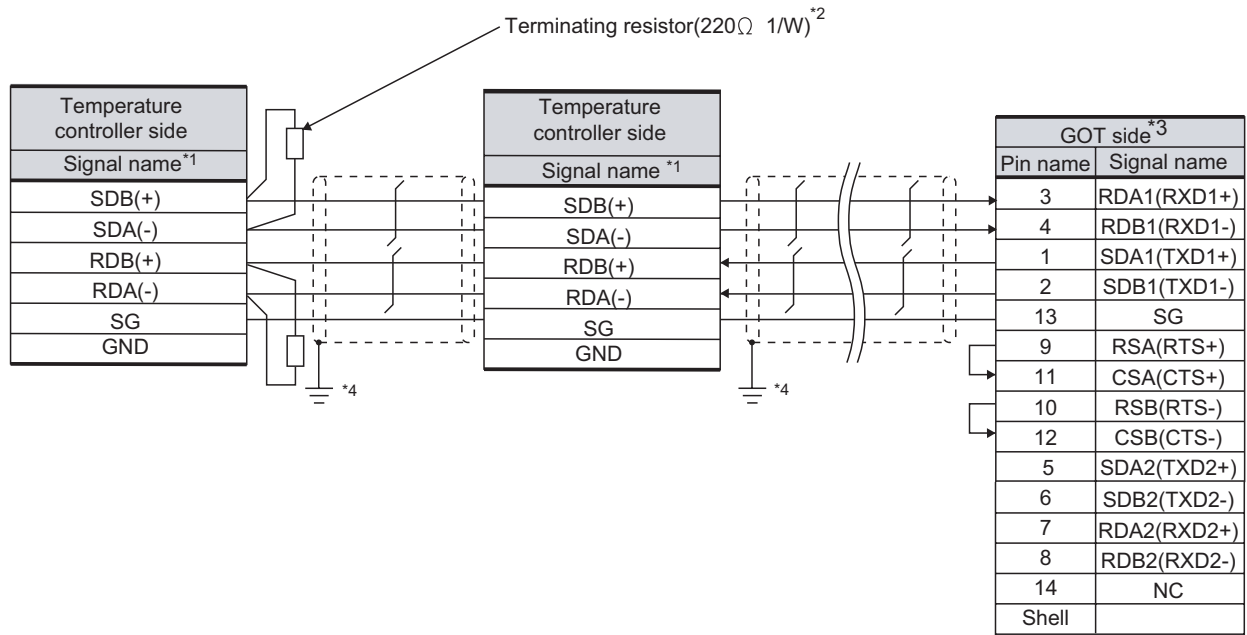 Terminating resistor(220Ω 1/W)*2
Temperature
controller side
Signal name*1
SDB(+)
SDA(-)
RDB(+)
RDA(-)
SG
GND
*4
Temperature
controller side
Signal name *1
SDB(+)
SDA(-)
RDB(+)
RDA(-)
SG
GND
*4
GOT side*3
Pin name Signal name
3 RDA1(RXD1+)
4 RDB1(RXD1-)
1 SDA1(TXD1+)
2 SDB1(TXD1-)
13 SG
9 RSA(RTS+)
11 CSA(CTS+)
10 RSB(RTS-)
12 CSB(CTS-)
5 SDA2(TXD2+)
6 SDB2(TXD2-)
7 RDA2(RXD2+)
8 RDB2(RXD2-)
14 NC
Shell